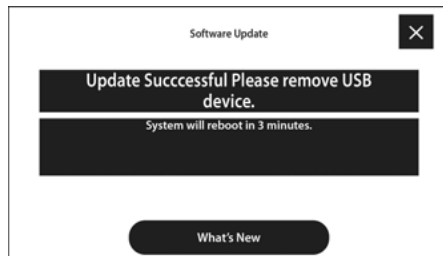 Software Update
Update Succcessful Please remove USB
device.
System will reboot in 3 minutes.
What's New